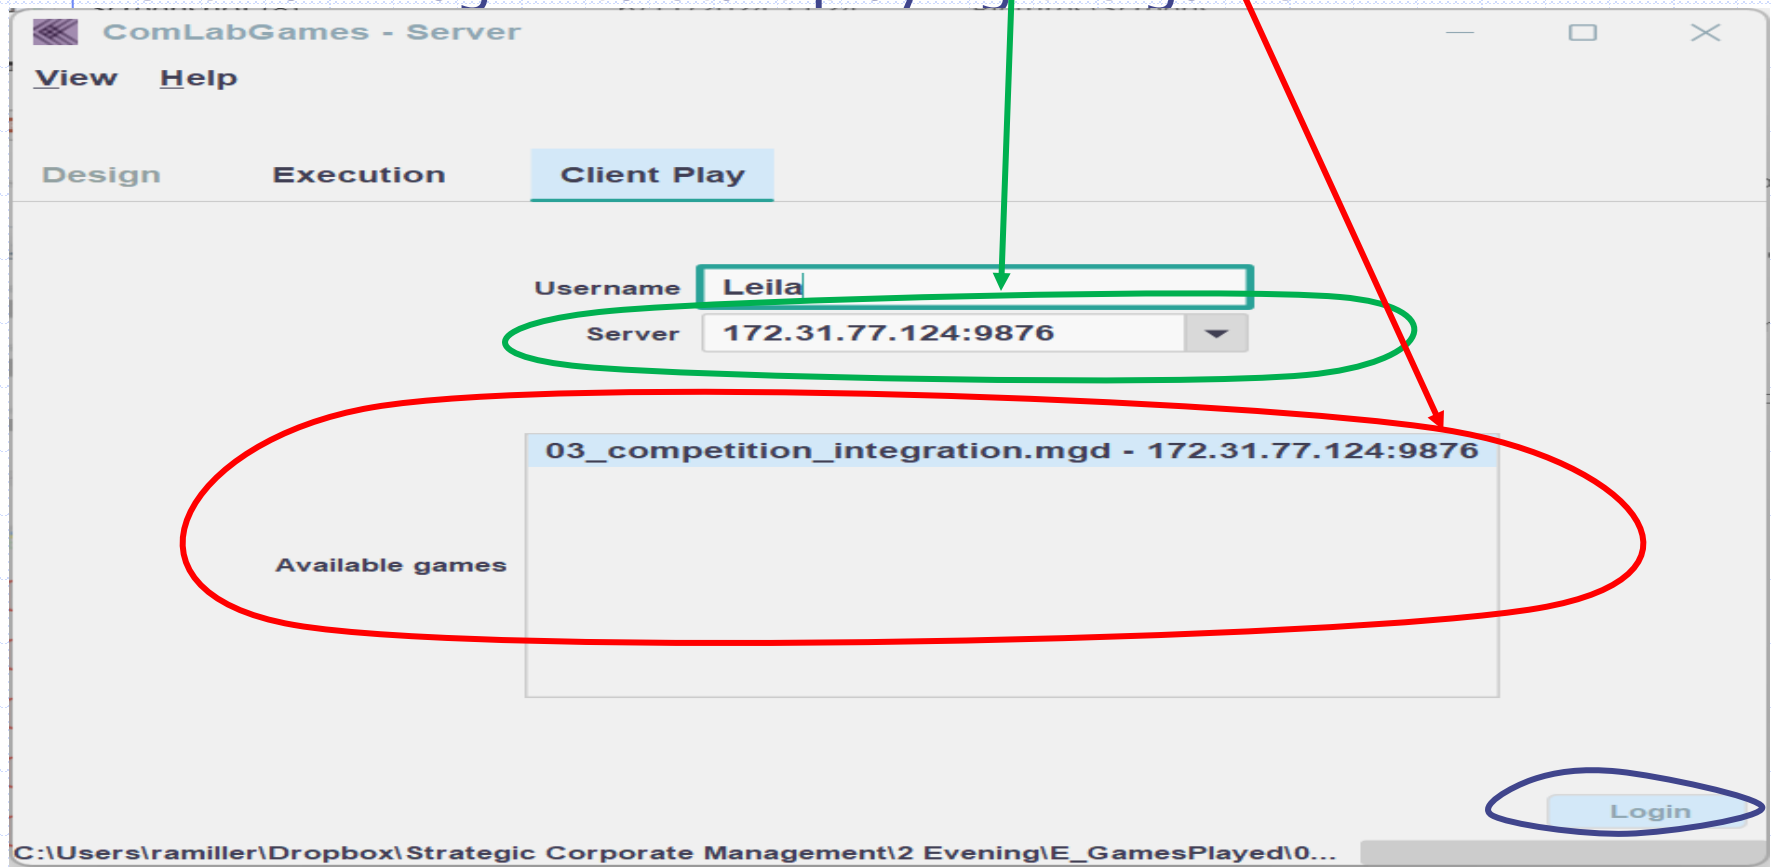 ComLabGames - Server
View Help
Design Execution Client Play
Username Leila
Server 172.31.77.124:9876
03_competition_integration.mgd - 172.31.77.124:9876
Available games
Login
C:\Users\ramiller\Dropbox\Strategic Corporate Management\2 Evening\E_GamesPlayed\0...